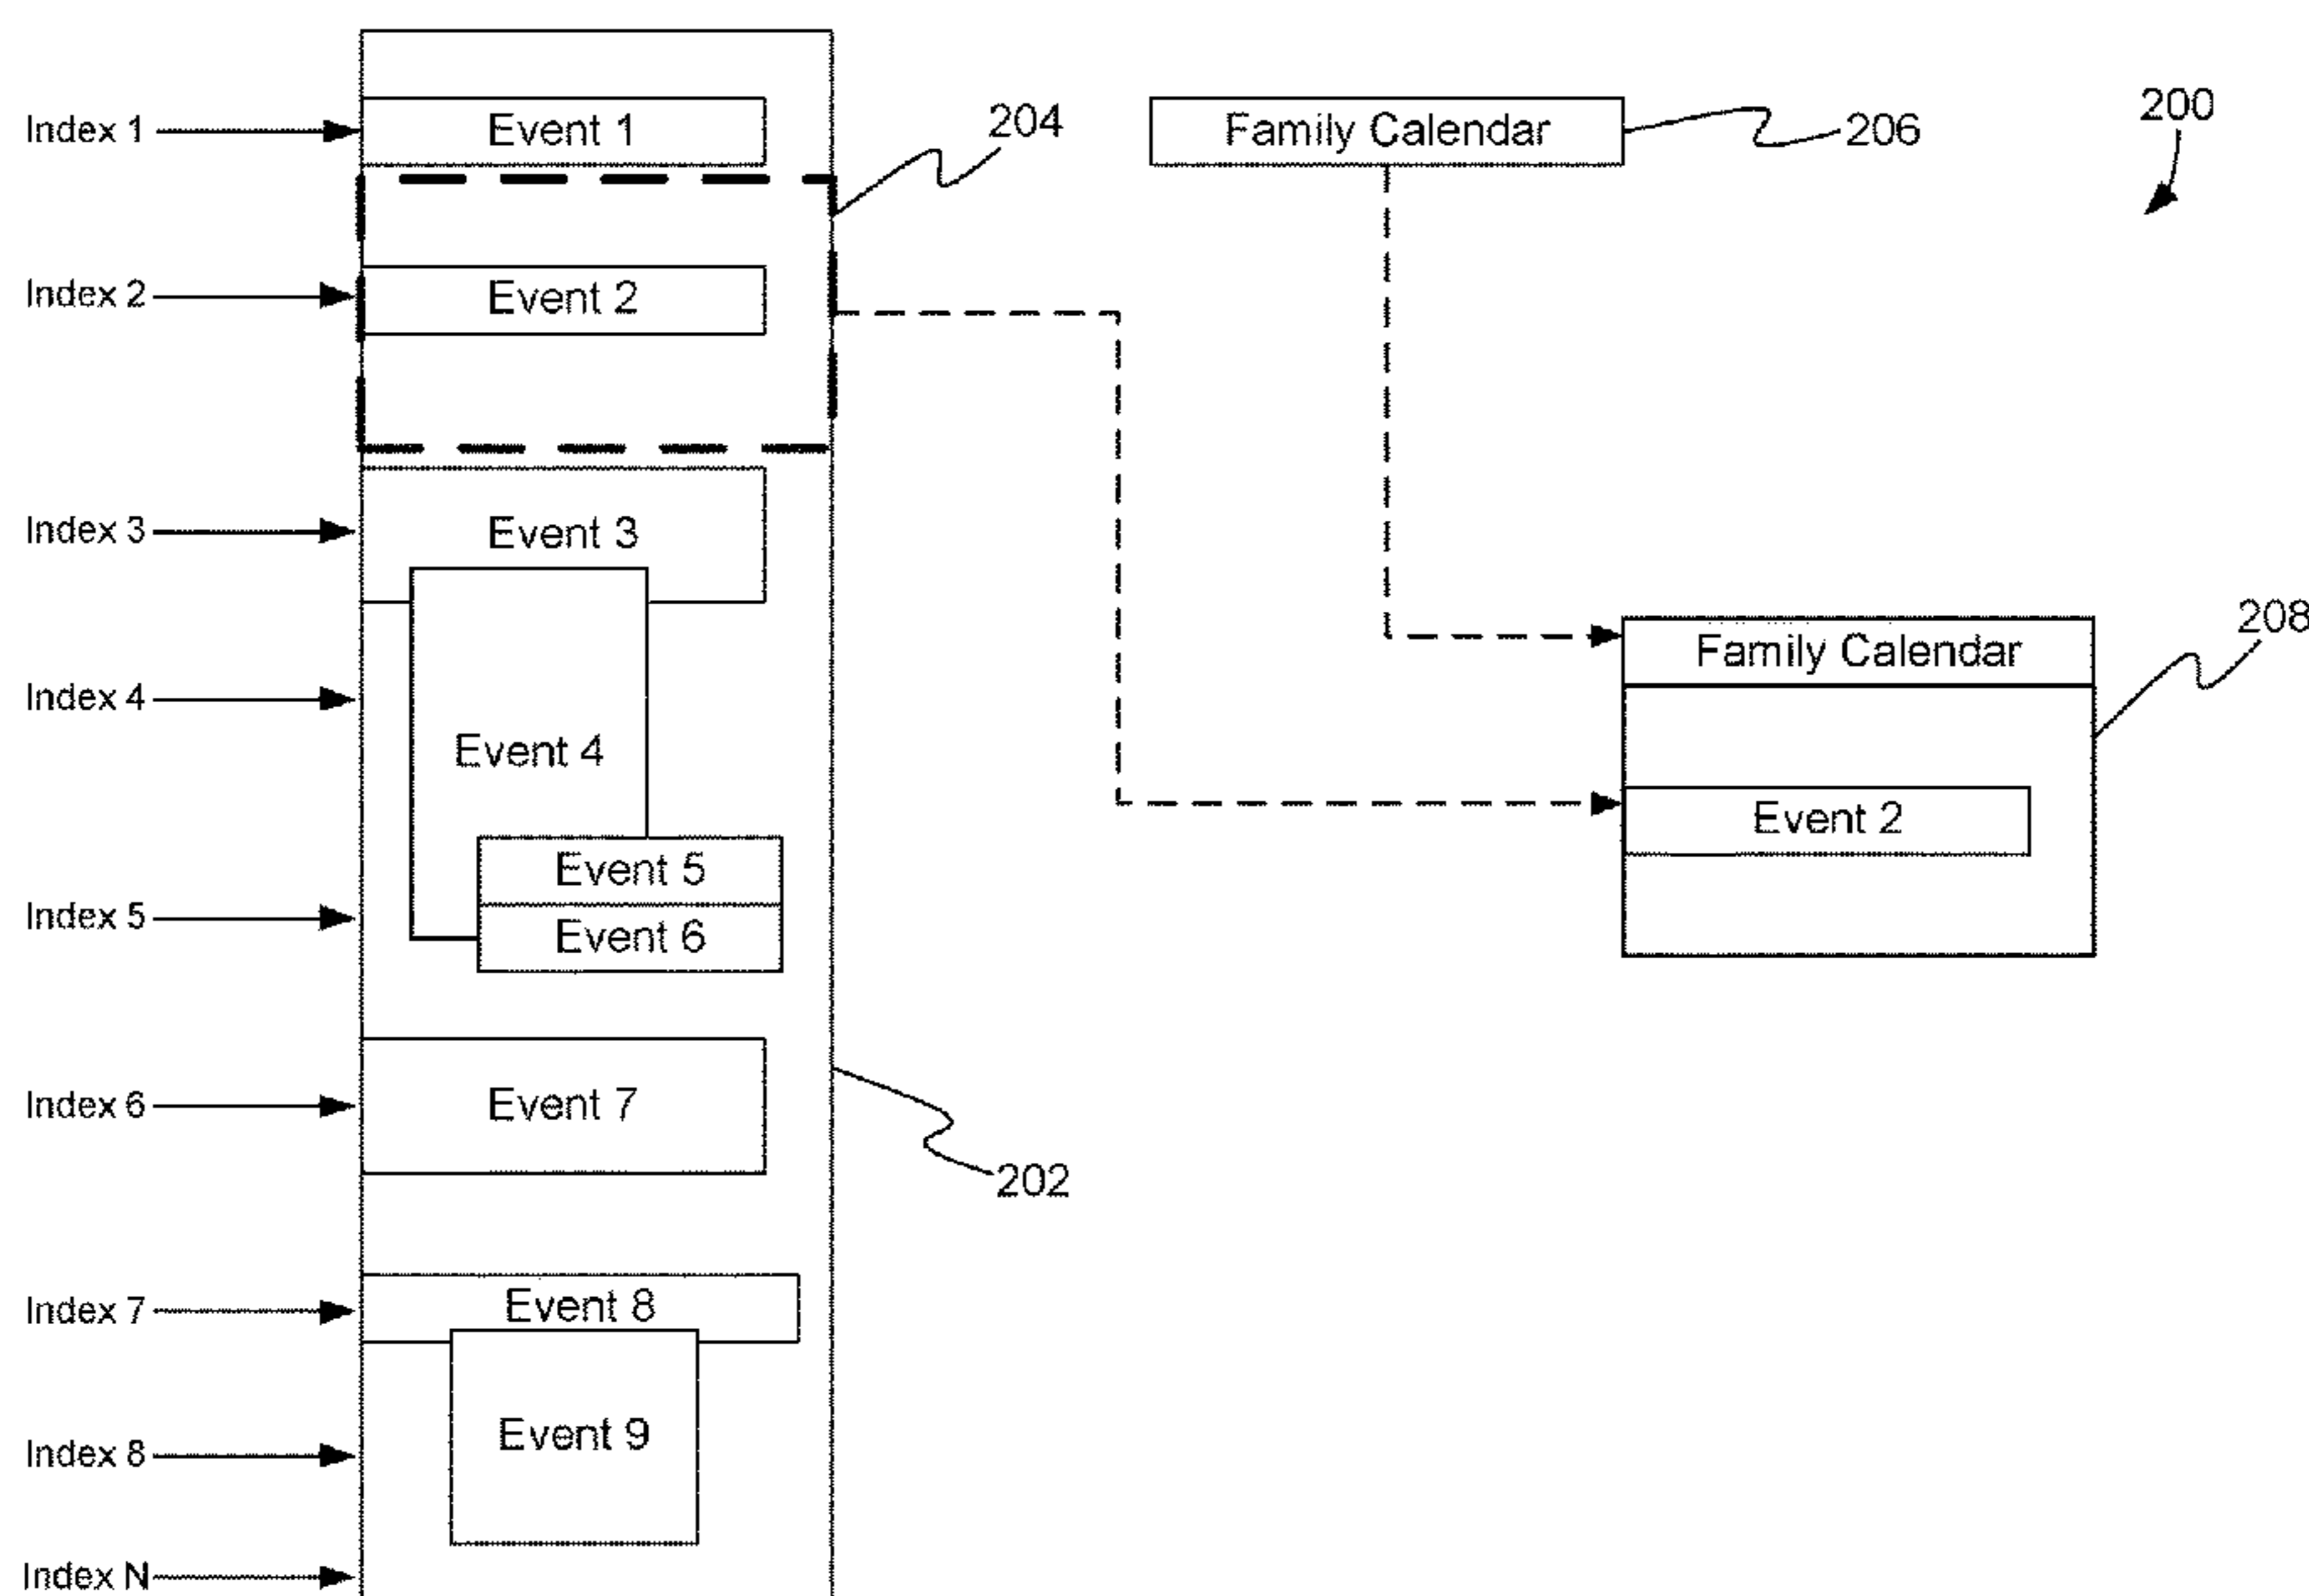 Index 1
Event 1
204
Family Calendar
206
200
Index 2
Event 2
Index 3
Event 3
208
Family Calendar
Index 4
Event 4
Event 2
Event 5
Index 5
Event 6
Index 6
Event 7
202
Index 7
Event 8
Index 8
Event 9
Index N